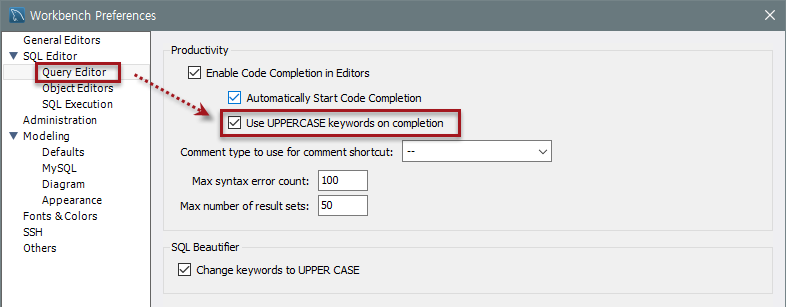 Workbench Preferences
General Editors
SQL Editor
Query Editor
Object Editors
SQL Execution
Administration
Modeling
Defaults
MySQL
Diagram
Appearance
Fonts & Colors
SSH
Others
Productivity
Enable Code Completion in Editors
Automatically Start Code Completion
Use UPPERCASE keywords on completion
Comment type to use for comment shortcut: --
Max syntax error count: 100
Max number of result sets: 50
SQL Beautifier
Change keywords to UPPER CASE